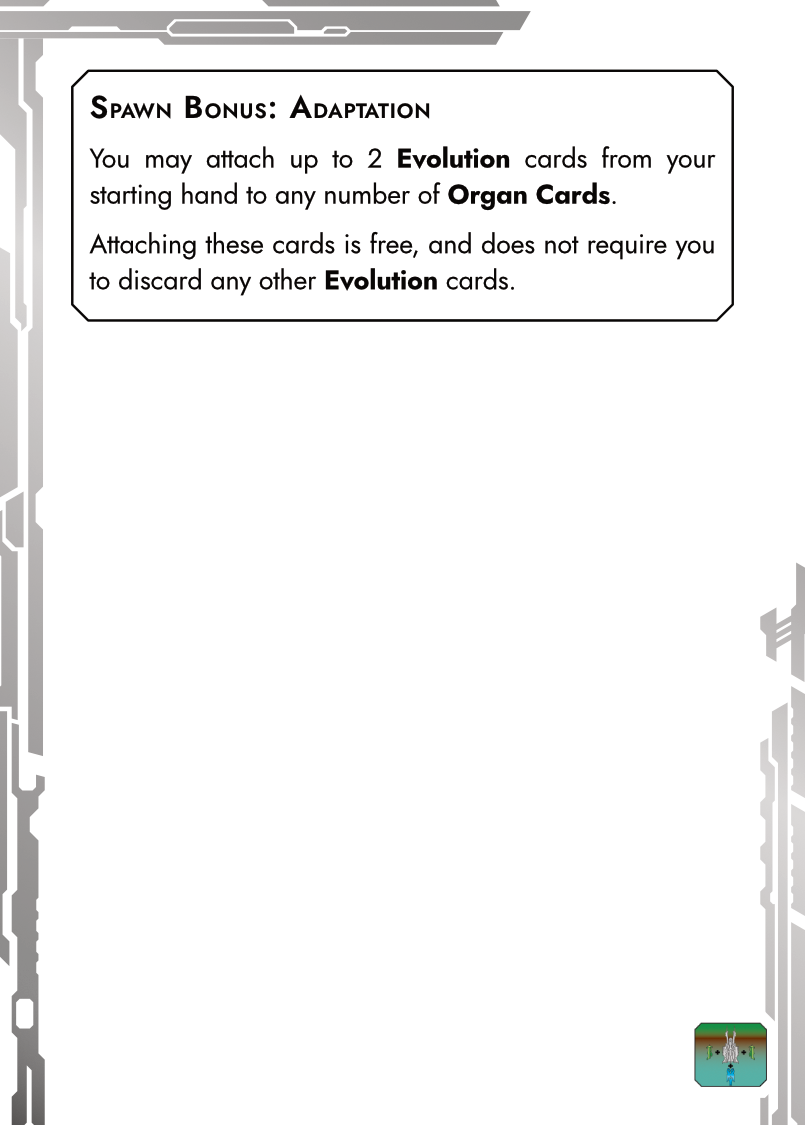 Spawn Bonus: Adaptation
You may attach up to 2 Evolution cards from your
starting hand to any number of Organ Cards.
Attaching these cards is free, and does not require you
to discard any other Evolution cards.